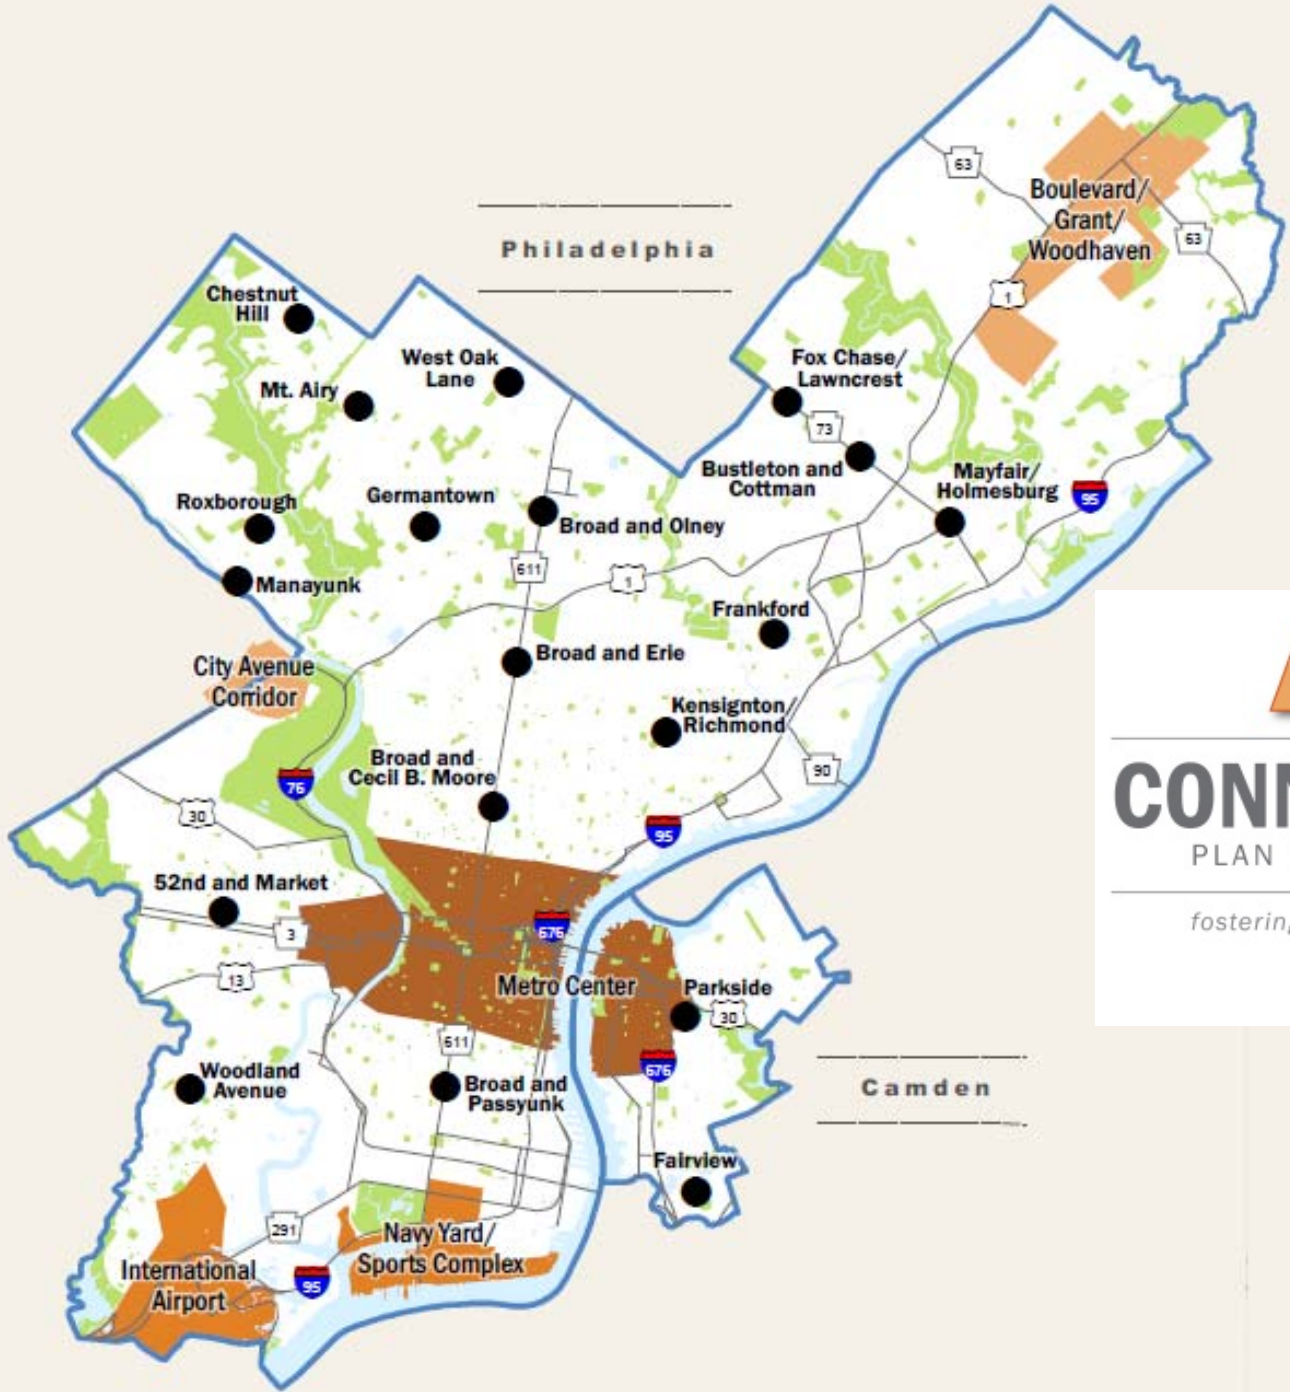 63
Boulevard/
Grant/
Woodhaven
63
Philadelphia
1
Chestnut
Hill
West Oak
Lane
Mt. Airy
Fox Chase/
Lawncrest
73
Bustleton and
Cottman
Mayfair/
Holmesburg
95
Roxborough
Germantown
Broad and Olney
611
1
Manayunk
Frankford
City Avenue
Corridor
Broad and Erie
Kensignton/
Richmond
Broad and
Cecil B. Moore
76
90
30
95
CONN
PLAN
fostering
52nd and Market
3
676
13
Metro Center
Parkside
30
611
676
Woodland
Avenue
Broad and
Passyunk
Camden
Fairview
291
Navy Yard/
Sports Complex
International
Airport
95